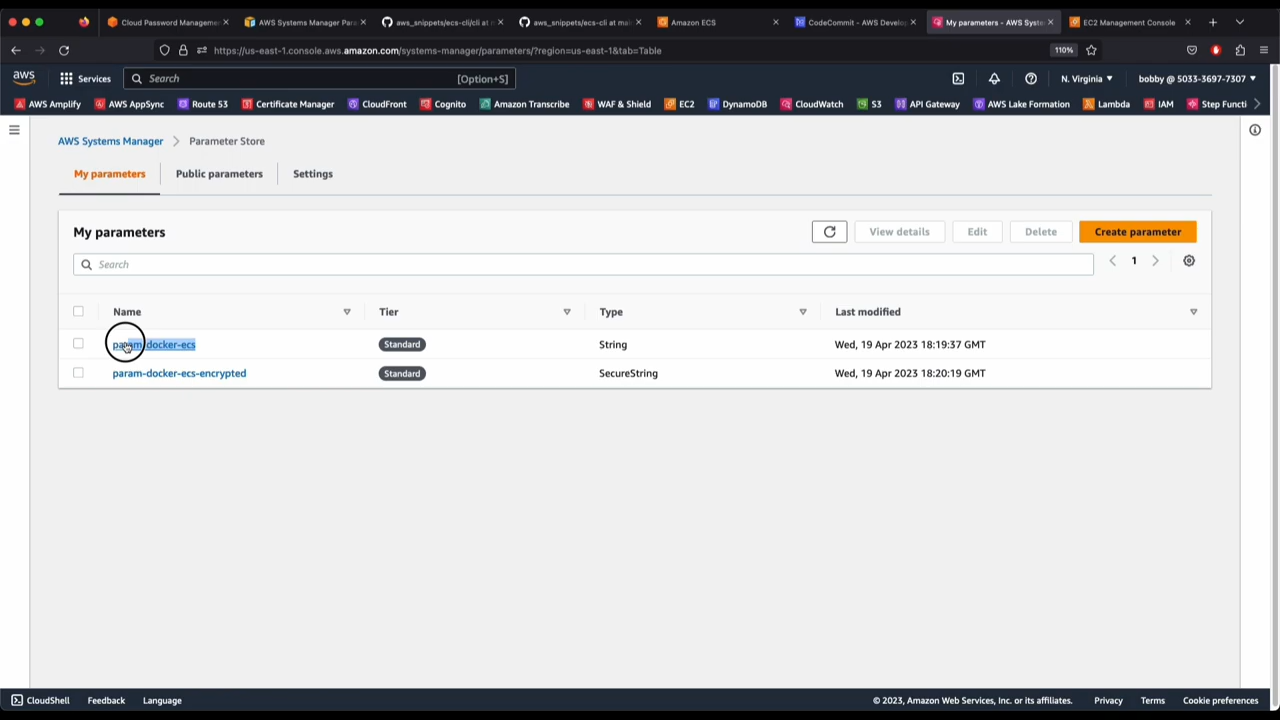 Cloud Password Managemen
AWS Systems Manager Para
aws_snippets/ecs-cli/cli at m
aws_snippets/ecs-cli at mai
Amazon ECS
CodeCommit - AWS Develop
My parameters - AWS Syste
EC2 Management Console
https://us-east-1.console.aws.amazon.com/systems-manager/parameters/?region=us-east-1&tab=Table
110%
aws
Services
Search
[Option+S]
N. Virginia
bobby @ 5033-3697-7307
AWS Amplify
AWS AppSync
Route 53
Certificate Manager
CloudFront
Cognito
Amazon Transcribe
WAF & Shield
EC2
DynamoDB
CloudWatch
S3
API Gateway
AWS Lake Formation
Lambda
IAM
Step Functi
AWS Systems Manager
Parameter Store
My parameters
Public parameters
Settings
My parameters
View details
Edit
Delete
Create parameter
Search
1
Name
Tier
Type
Last modified
param-docker-ecs
Standard
String
Wed, 19 Apr 2023 18:19:37 GMT
param-docker-ecs-encrypted
Standard
SecureString
Wed, 19 Apr 2023 18:20:19 GMT
CloudShell
Feedback
Language
© 2023, Amazon Web Services, Inc. or its affiliates.
Privacy
Terms
Cookie preferences